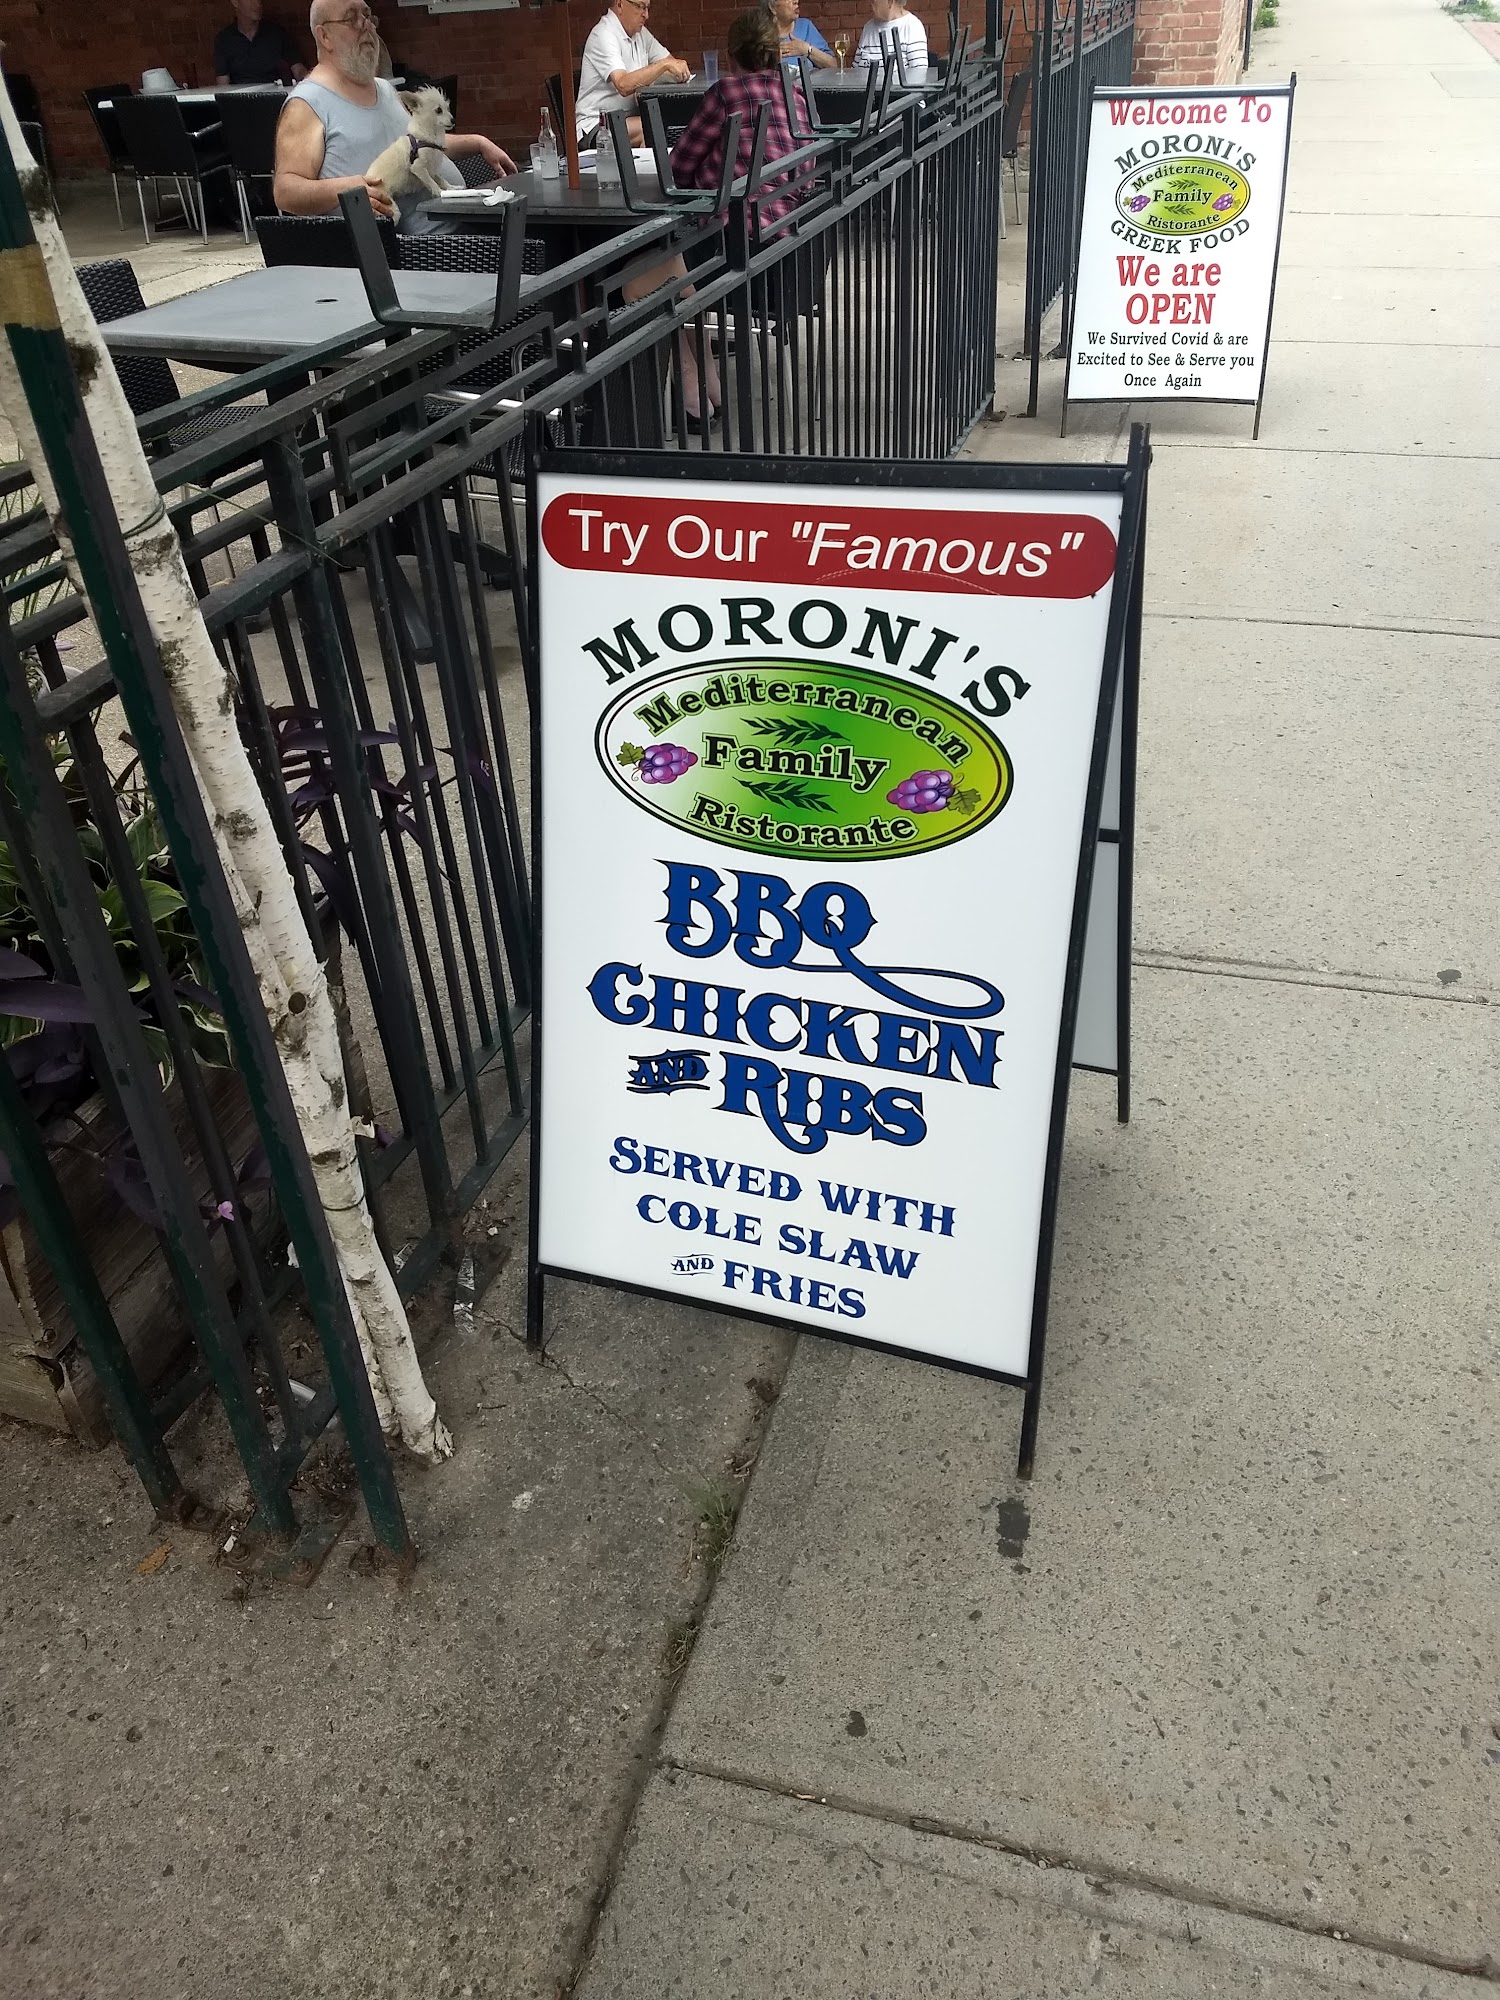 Welcome To
MORONI'S
Mediterranean
Family
Ristorante
GREEK FOOD
We are
OPEN
We Survived Covid & are
Excited to See & Serve you
Once Again
Try Our "Famous"
MORONI'S
Mediterranean
Family
Ristorante
BBQ
CHICKEN
AND RIBS
SERVED WITH
COLE SLAW
AND FRIES